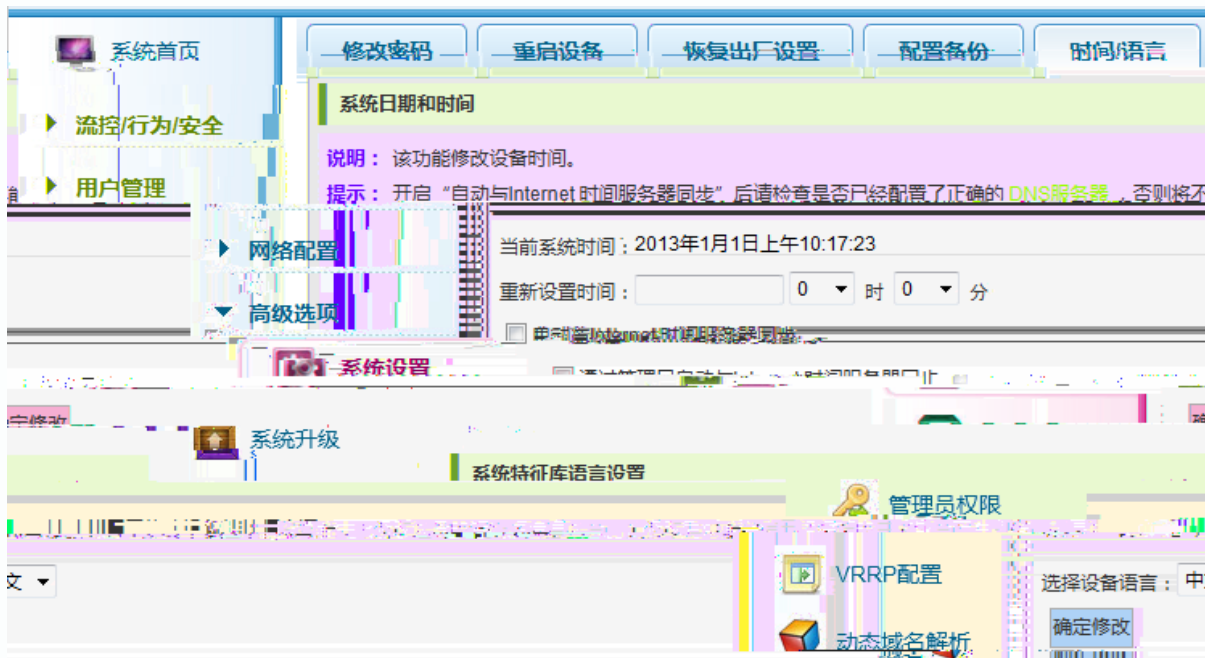 系统首页
修改密码
重启设备
恢复出厂设置
配置备份
时间/语言
系统日期和时间
流控/行为/安全
说明： 该功能修改设备时间。
用户管理
提示： 开启 “自动与Internet 时间服务器同步”后请检查是否已经配置了正确的 DNS服务器 ，否则将不
网络配置
当前系统时间：2013年1月1日上午10:17:23
重新设置时间：
0 时 0 分
高级选项
系统设置
系统升级
系统特征库语言设置
管理员权限
VRRP配置
选择设备语言：
文
动态域名解析
确定修改